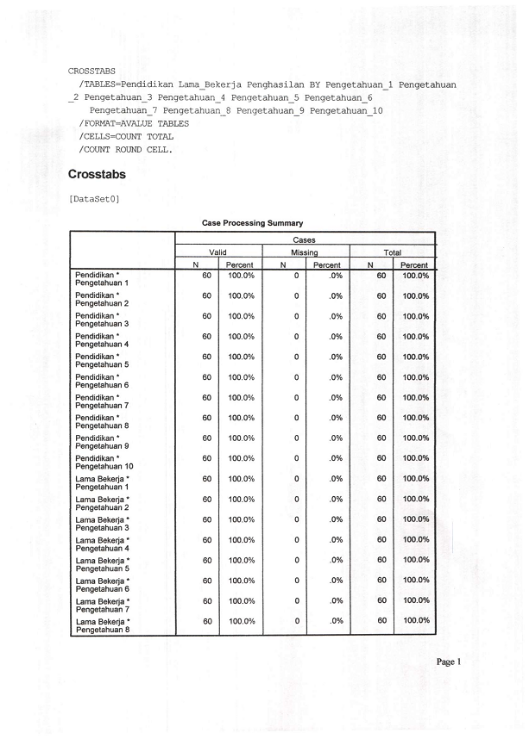 CROSSTABS
/TABLES=Pendidikan Lama_Bekerja Penghasilan BY Pengetahuan_1 Pengetahuan
_2 Pengetahuan_3 Pengetahuan_4 Pengetahuan_5 Pengetahuan_6
Pengetahuan_7 Pengetahuan_8 Pengetahuan_9 Pengetahuan_10
/FORMAT=AVALUE TABLES
/CELLS=COUNT TOTAL
/COUNT ROUND CELL.
Crosstabs
[DataSet0]
Case Processing Summary
Cases
Valid Missing Total
N Percent N Percent N Percent
Pendidikan * 60 100.0% 0 .0% 60 100.0%
Pengetahuan 1
Pendidikan * 60 100.0% 0 .0% 60 100.0%
Pengetahuan 2
Pendidikan * 60 100.0% 0 .0% 60 100.0%
Pengetahuan 3
Pendidikan * 60 100.0% 0 .0% 60 100.0%
Pengetahuan 4
Pendidikan * 60 100.0% 0 .0% 60 100.0%
Pengetahuan 5
Pendidikan * 60 100.0% 0 .0% 60 100.0%
Pengetahuan 6
Pendidikan * 60 100.0% 0 .0% 60 100.0%
Pengetahuan 7
Pendidikan * 60 100.0% 0 .0% 60 100.0%
Pengetahuan 8
Pendidikan * 60 100.0% 0 .0% 60 100.0%
Pengetahuan 9
Pendidikan * 60 100.0% 0 .0% 60 100.0%
Pengetahuan 10
Lama Bekerja * 60 100.0% 0 .0% 60 100.0%
Pengetahuan 1
Lama Bekerja * 60 100.0% 0 .0% 60 100.0%
Pengetahuan 2
Lama Bekerja * 60 100.0% 0 .0% 60 100.0%
Pengetahuan 3
Lama Bekerja * 60 100.0% 0 .0% 60 100.0%
Pengetahuan 4
Lama Bekerja * 60 100.0% 0 .0% 60 100.0%
Pengetahuan 5
Lama Bekerja * 60 100.0% 0 .0% 60 100.0%
Pengetahuan 6
Lama Bekerja * 60 100.0% 0 .0% 60 100.0%
Pengetahuan 7
Lama Bekerja * 60 100.0% 0 .0% 60 100.0%
Pengetahuan 8
Page 1